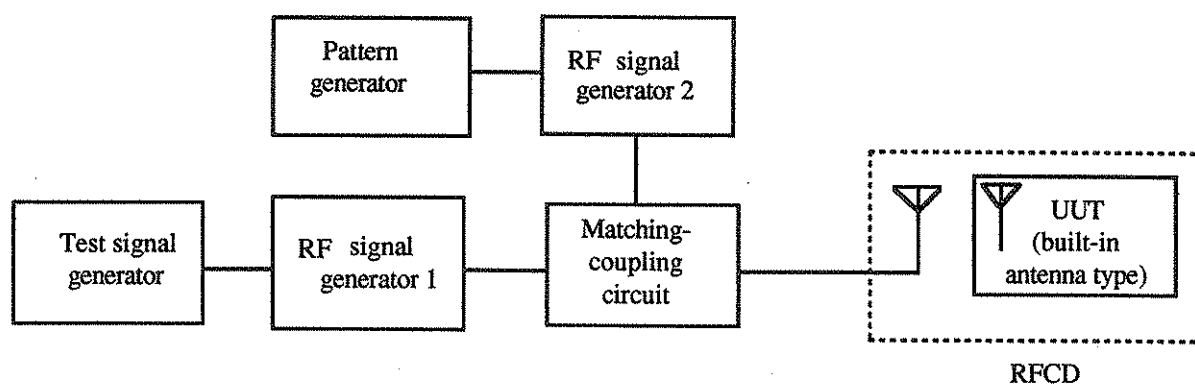 Pattern
generator
RF signal
generator 2
Test signal
generator
RF signal
generator 1
Matching-
coupling
circuit
UUT
(built-in
antenna type)
RFCD